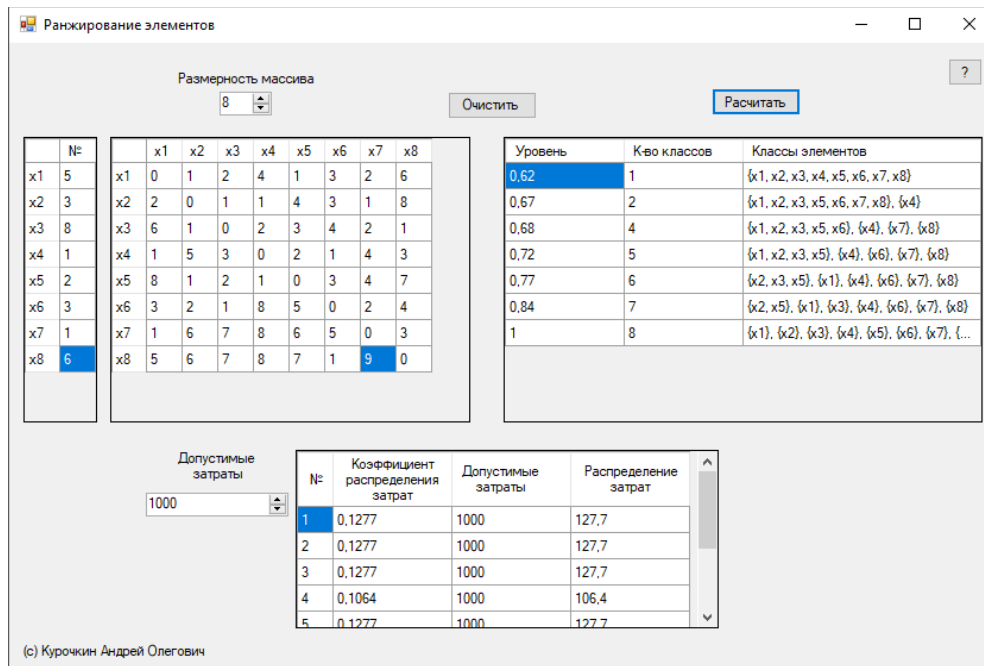 Ранжирование элементов
?
Размерность массива
8
Очистить
Расчитать
№
x1 5
x2 3
x3 8
x4 1
x5 2
x6 3
x7 1
x8 6
x1 x2 x3 x4 x5 x6 x7 x8
x1 0 1 2 4 1 3 2 6
x2 2 0 1 1 4 3 1 8
x3 6 1 0 2 3 4 2 1
x4 1 5 3 0 2 1 4 3
x5 8 1 2 1 0 3 4 7
x6 3 2 1 8 5 0 2 4
x7 1 6 7 8 6 5 0 3
x8 5 6 7 8 7 1 9 0
Уровень К-во классов Классы элементов
0,62 1 {x1, x2, x3, x4, x5, x6, x7, x8}
0,67 2 {x1, x2, x3, x5, x6, x7, x8}, {x4}
0,68 4 {x1, x2, x3, x5, x6}, {x4}, {x7}, {x8}
0,72 5 {x1, x2, x3, x5}, {x4}, {x6}, {x7}, {x8}
0,77 6 {x2, x3, x5}, {x1}, {x4}, {x6}, {x7}, {x8}
0,84 7 {x2, x5}, {x1}, {x3}, {x4}, {x6}, {x7}, {x8}
1 8 {x1}, {x2}, {x3}, {x4}, {x5}, {x6}, {x7}, {...
Допустимые
затраты
1000
№ Коэффициент распределения затрат Допустимые затраты Распределение затрат
1 0,1277 1000 127,7
2 0,1277 1000 127,7
3 0,1277 1000 127,7
4 0,1064 1000 106,4
5 0,1277 1000 127,7
(c) Курочкин Андрей Олегович